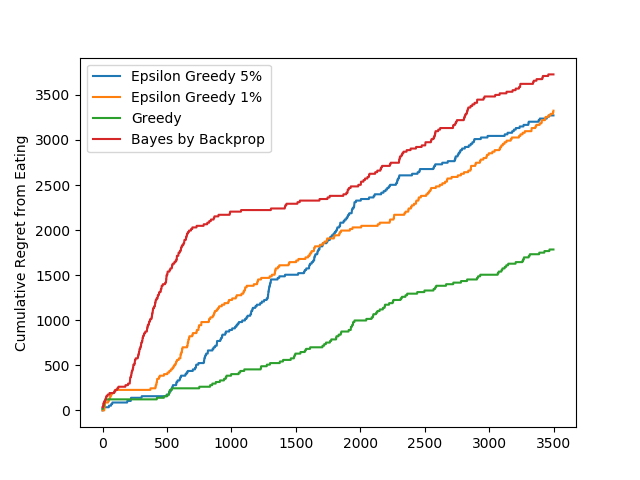 Epsilon Greedy 5%
Epsilon Greedy 1%
Greedy
Bayes by Backprop
Cumulative Regret from Eating
3500
3000
2500
2000
1500
1000
500
0
0 500 1000 1500 2000 2500 3000 3500